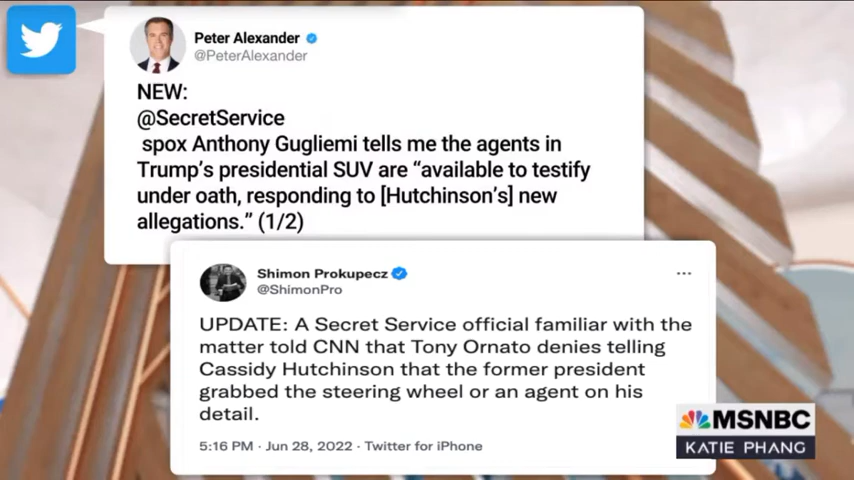 Peter Alexander
@PeterAlexander
NEW:
@SecretService
spox Anthony Gugliemi tells me the agents in
Trump's presidential SUV are “available to testify
under oath, responding to [Hutchinson's] new
allegations.” (1/2)
Shimon Prokupecz
@ShimonPro
UPDATE: A Secret Service official familiar with the
matter told CNN that Tony Ornato denies telling
Cassidy Hutchinson that the former president
grabbed the steering wheel or an agent on his
detail.
5:16 PM · Jun 28, 2022 · Twitter for iPhone
MSNBC
KATIE PHANG